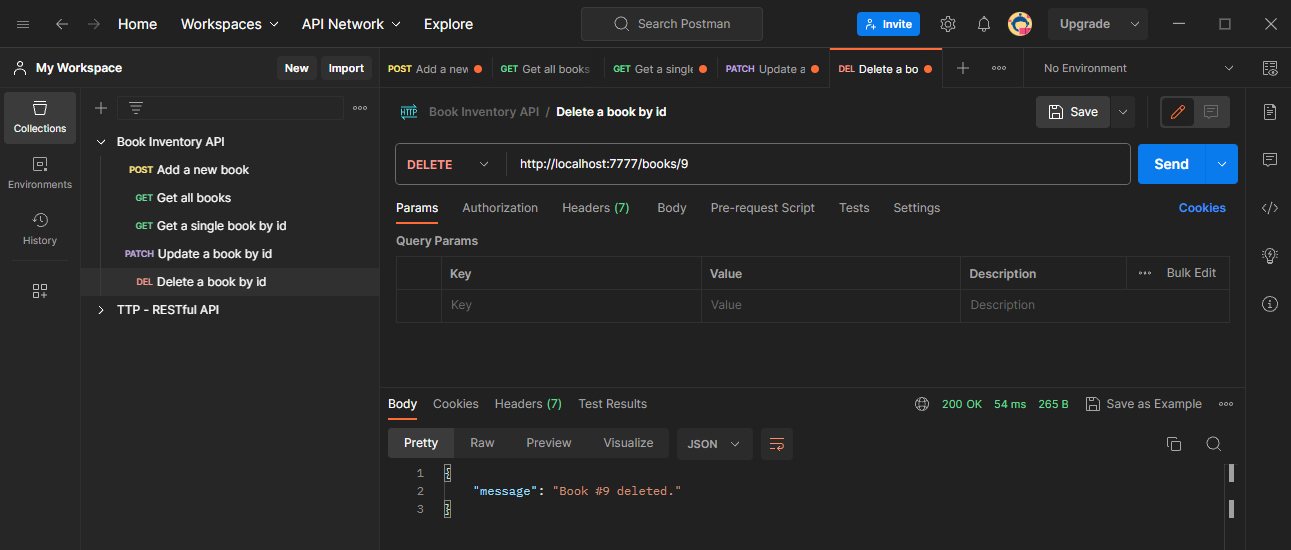 Home Workspaces API Network Explore Search Postman Invite Upgrade
My Workspace New Import
POST Add a new GET Get all books GET Get a single PATCH Update a DEL Delete a bo No Environment
Collections
Environments
History
Book Inventory API
POST Add a new book
GET Get all books
GET Get a single book by id
PATCH Update a book by id
DEL Delete a book by id
TTP - RESTful API
HTTP Book Inventory API / Delete a book by id Save
DELETE http://localhost:7777/books/9 Send
Params Authorization Headers (7) Body Pre-request Script Tests Settings Cookies
Query Params
Key Value Description Bulk Edit
Key Value Description
Body Cookies Headers (7) Test Results 200 OK 54 ms 265 B Save as Example
Pretty Raw Preview Visualize JSON
1 {
2 "message": "Book #9 deleted."
3 }